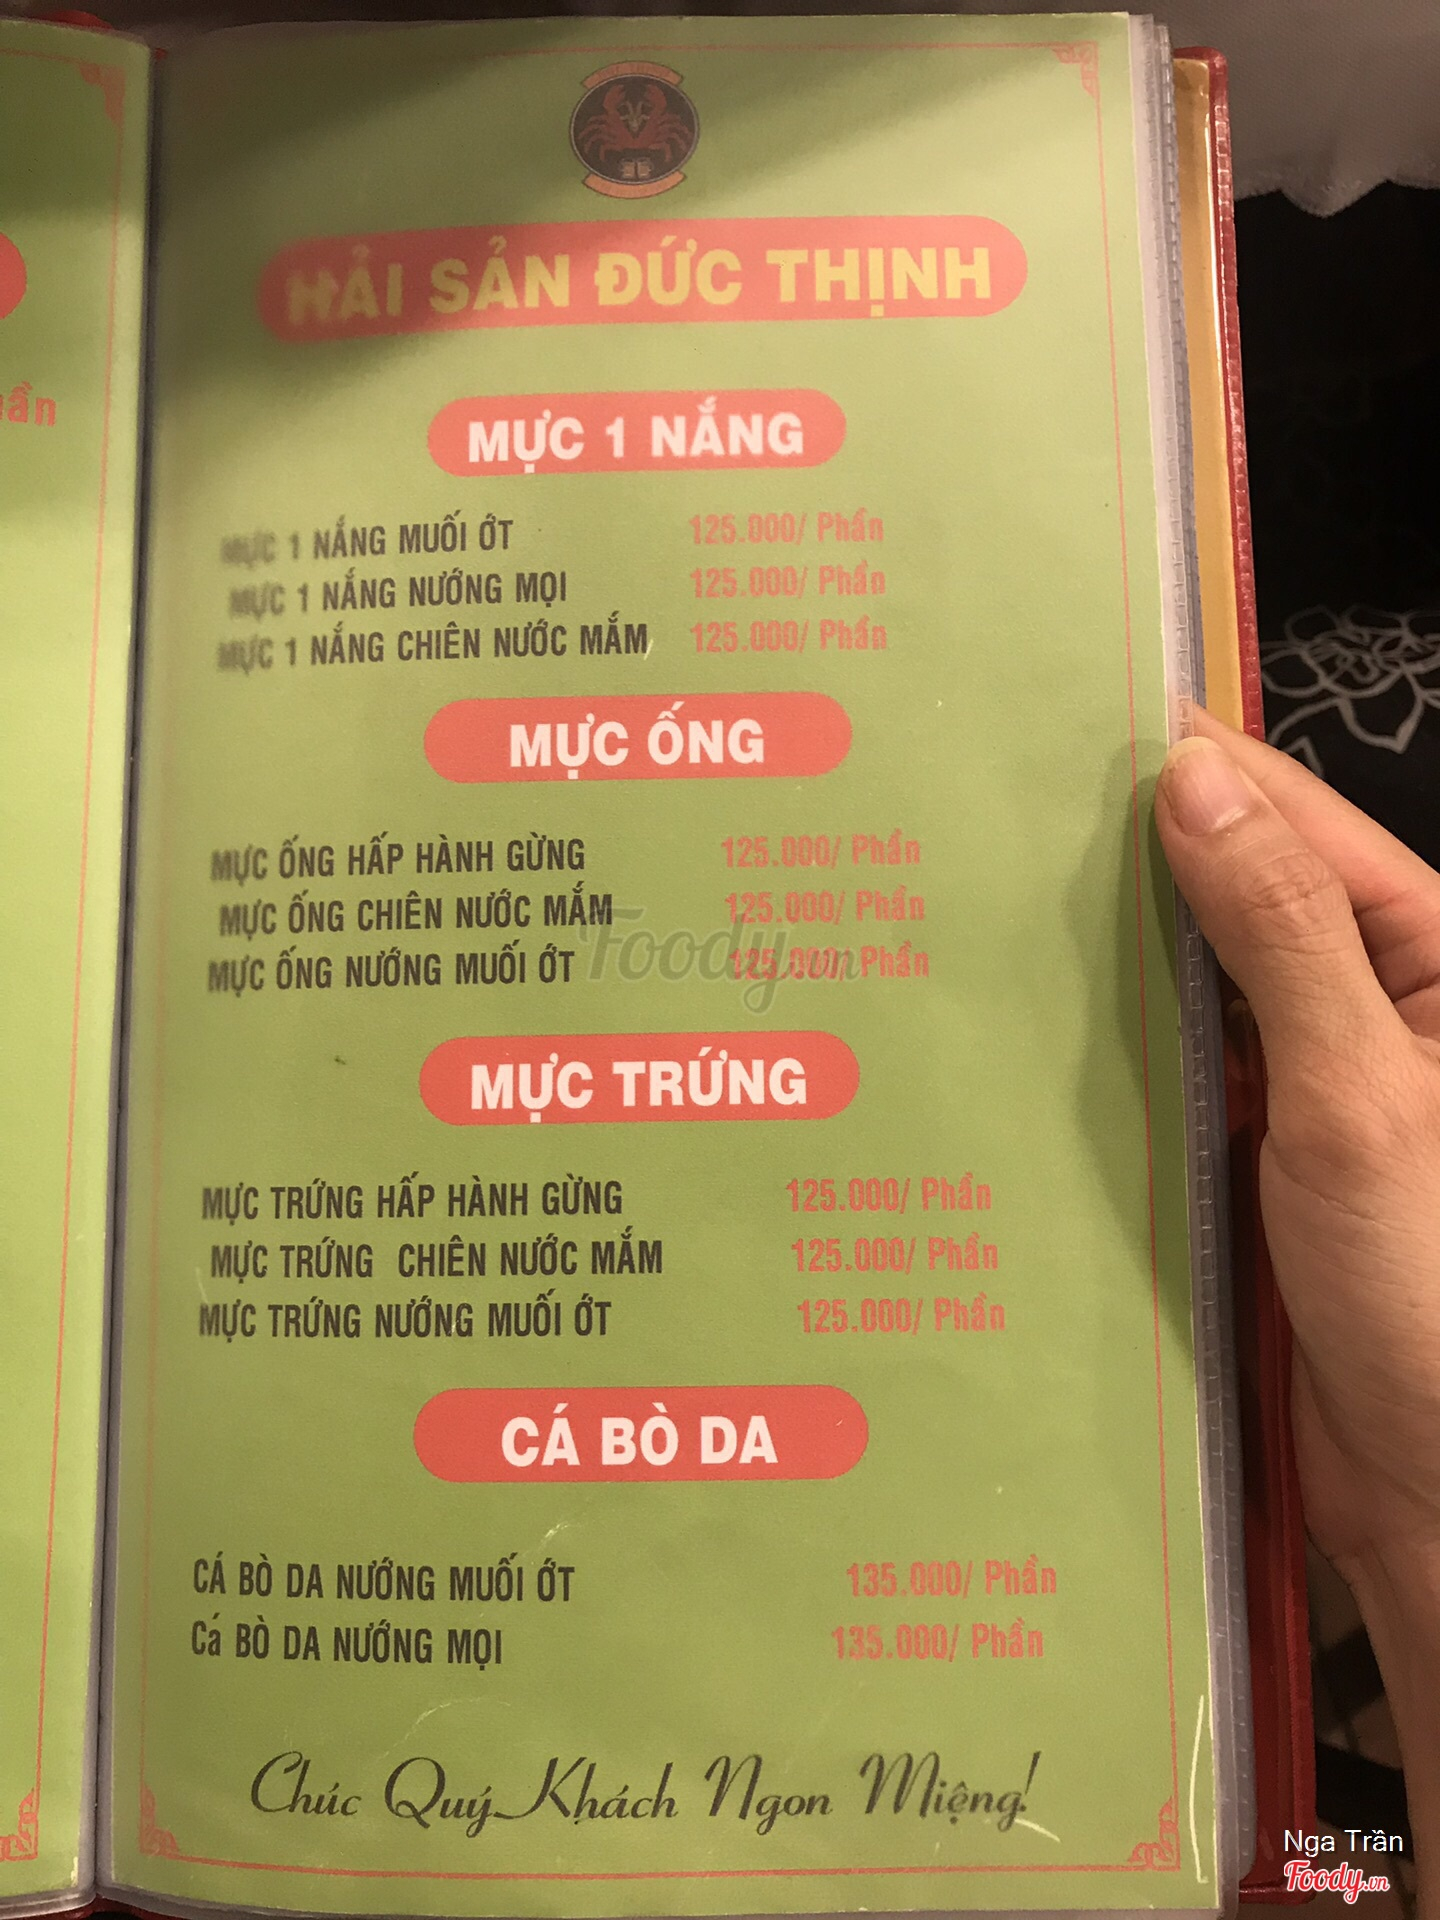 HẢI SẢN ĐỨC THỊNH
MỰC 1 NẮNG
MỰC 1 NẮNG MUỐI ỚT 125.000/ Phần
MỰC 1 NẮNG NƯỚNG MỌI 125.000/ Phần
MỰC 1 NẮNG CHIÊN NƯỚC MẮM 125.000/ Phần
MỰC ỐNG
MỰC ỐNG HẤP HÀNH GỪNG 125.000/ Phần
MỰC ỐNG CHIÊN NƯỚC MẮM 125.000/ Phần
MỰC ỐNG NƯỚNG MUỐI ỚT 125.000/ Phần
Foody.vn
MỰC TRỨNG
MỰC TRỨNG HẤP HÀNH GỪNG 125.000/ Phần
MỰC TRỨNG CHIÊN NƯỚC MẮM 125.000/ Phần
MỰC TRỨNG NƯỚNG MUỐI ỚT 125.000/ Phần
CÁ BÒ DA
CÁ BÒ DA NƯỚNG MUỐI ỚT 135.000/ Phần
Cá BÒ DA NƯỚNG MỌI 135.000/ Phần
Chúc Quý Khách Ngon Miệng!
Nga Trần
Foody.vn